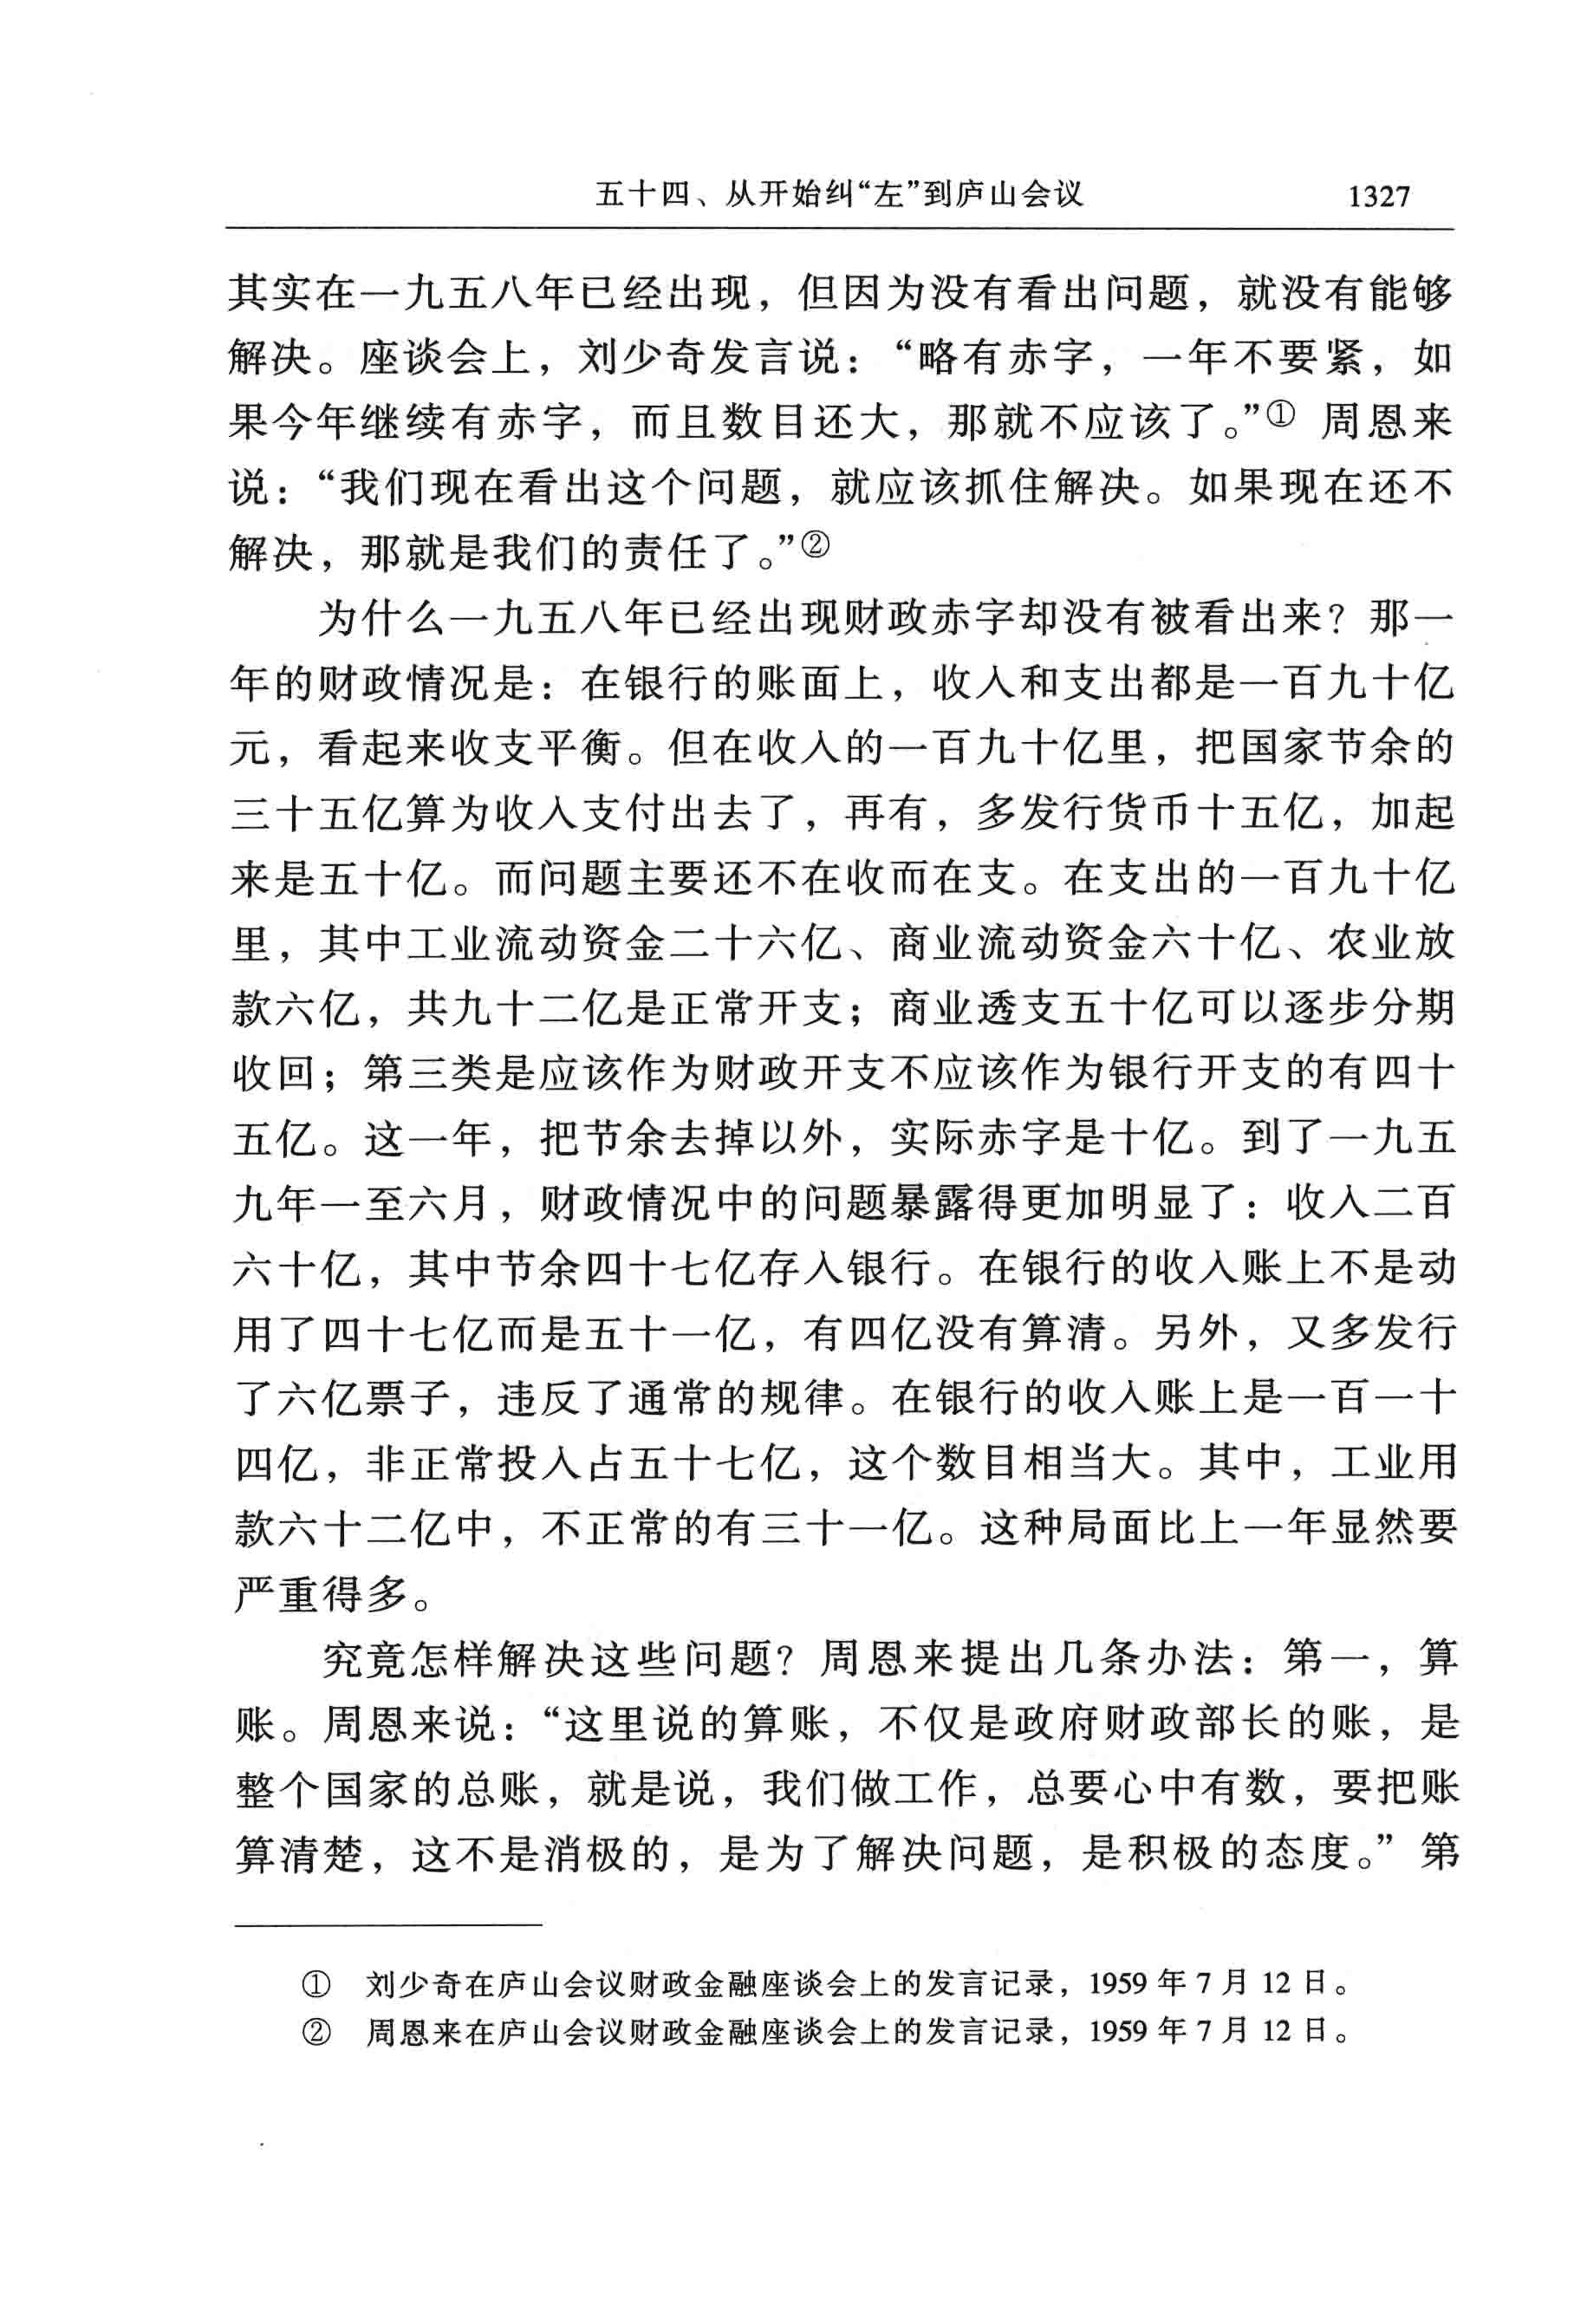 五十四、从开始纠“左”到庐山会议 1327
其实在一九五八年已经出现，但因为没有看出问题，就没有能够
解决。座谈会上，刘少奇发言说：“略有赤字，一年不要紧，如
果今年继续有赤字，而且数目还大，那就不应该了。”① 周恩来
说：“我们现在看出这个问题，就应该抓住解决。如果现在还不
解决，那就是我们的责任了。”②
为什么一九五八年已经出现财政赤字却没有被看出来？那一
年的财政情况是：在银行的账面上，收入和支出都是一百九十亿
元，看起来收支平衡。但在收入的一百九十亿里，把国家节余的
三十五亿算为收入支付出去了，再有，多发行货币十五亿，加起
来是五十亿。而问题主要还不在收而在支。在支出的一百九十亿
里，其中工业流动资金二十六亿、商业流动资金六十亿、农业放
款六亿，共九十二亿是正常开支；商业透支五十亿可以逐步分期
收回；第三类是应该作为财政开支不应该作为银行开支的有四十
五亿。这一年，把节余去掉以外，实际赤字是十亿。到了一九五
九年一至六月，财政情况中的问题暴露得更加明显了：收入二百
六十亿，其中节余四十七亿存入银行。在银行的收入账上不是动
用了四十七亿而是五十一亿，有四亿没有算清。另外，又多发行
了六亿票子，违反了通常的规律。在银行的收入账上是一百一十
四亿，非正常投入占五十七亿，这个数目相当大。其中，工业用
款六十二亿中，不正常的有三十一亿。这种局面比上一年显然要
严重得多。
究竟怎样解决这些问题？周恩来提出几条办法：第一，算
账。周恩来说：“这里说的算账，不仅是政府财政部长的账，是
整个国家的总账，就是说，我们做工作，总要心中有数，要把账
算清楚，这不是消极的，是为了解决问题，是积极的态度。”第
① 刘少奇在庐山会议财政金融座谈会上的发言记录，1959 年 7 月 12 日。
② 周恩来在庐山会议财政金融座谈会上的发言记录，1959 年 7 月 12 日。